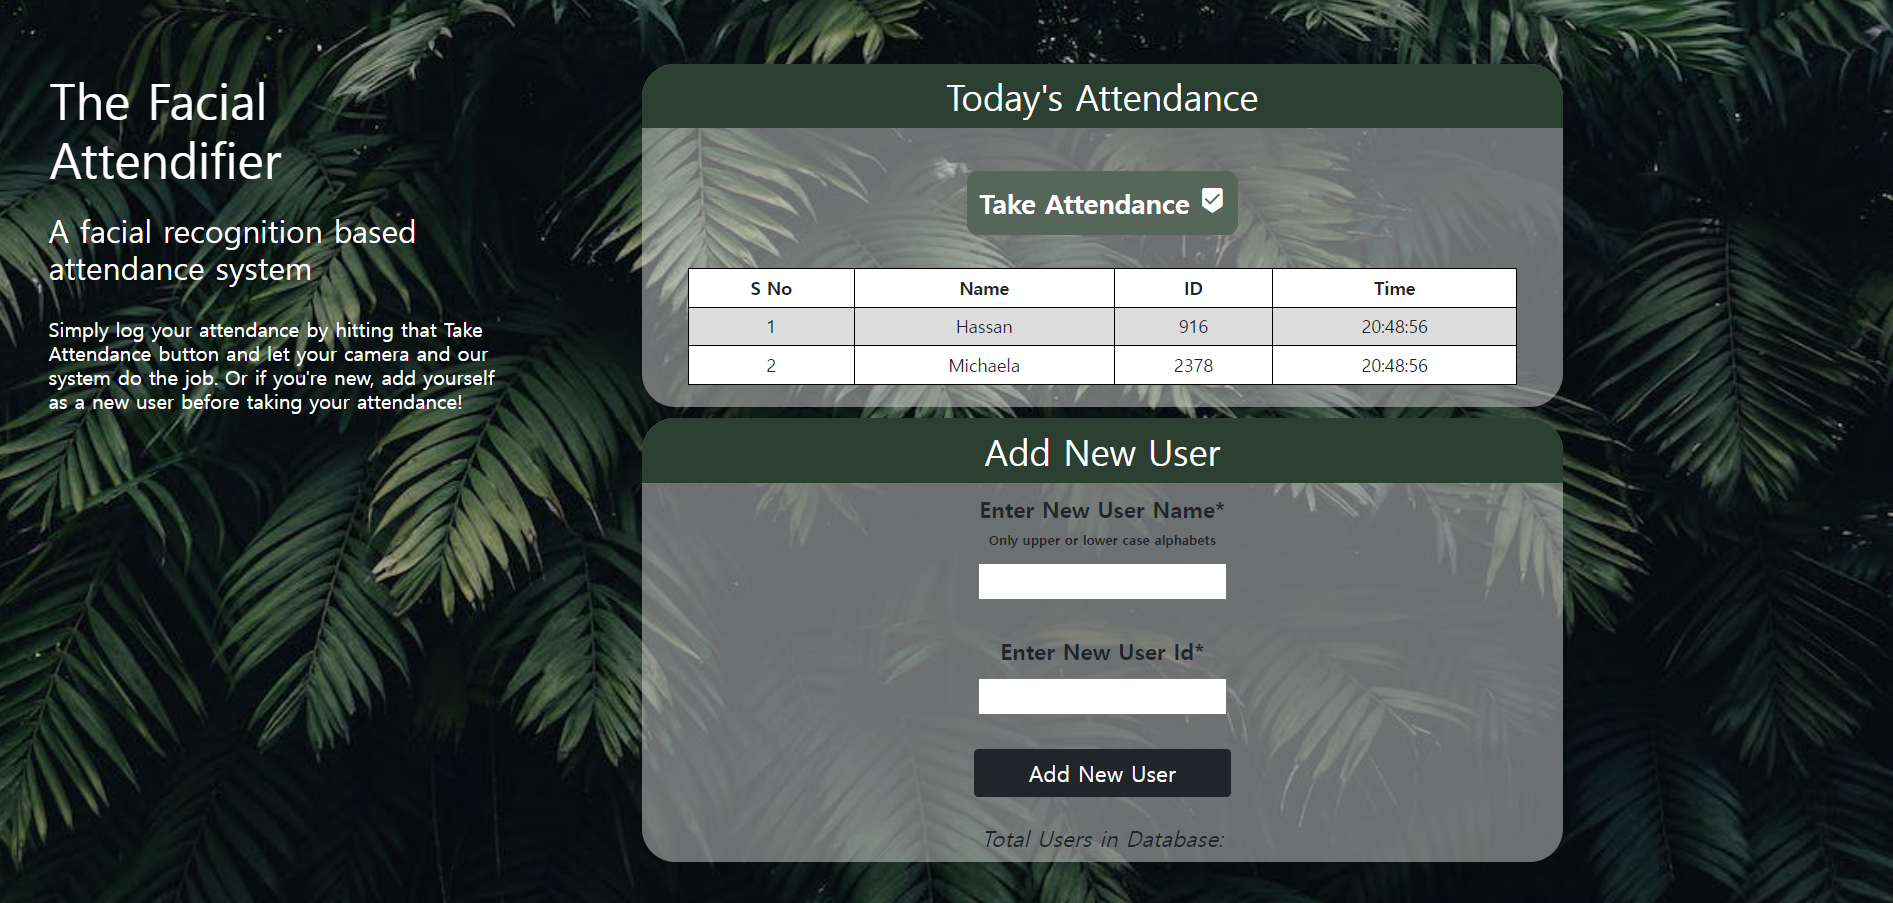 The Facial
Attendifier
A facial recognition based
attendance system
Simply log your attendance by hitting that Take
Attendance button and let your camera and our
system do the job. Or if you're new, add yourself
as a new user before taking your attendance!
Today's Attendance
Take Attendance
S No Name ID Time
1 Hassan 916 20:48:56
2 Michaela 2378 20:48:56
Add New User
Enter New User Name*
Only upper or lower case alphabets
Enter New User Id*
Add New User
Total Users in Database: